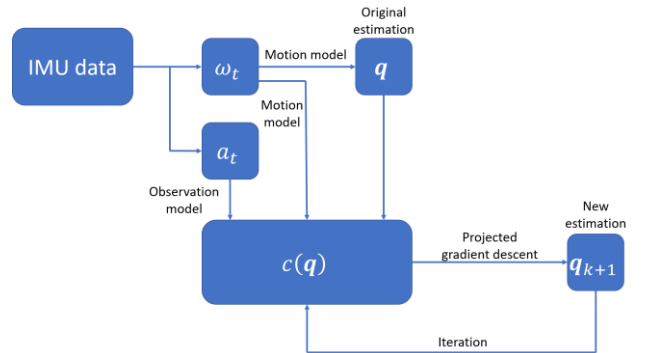 Original
estimation
IMU data
ω_t
Motion model
q
Motion
model
a_t
Observation
model
c(q)
Projected
gradient descent
New
estimation
q_{k+1}
Iteration